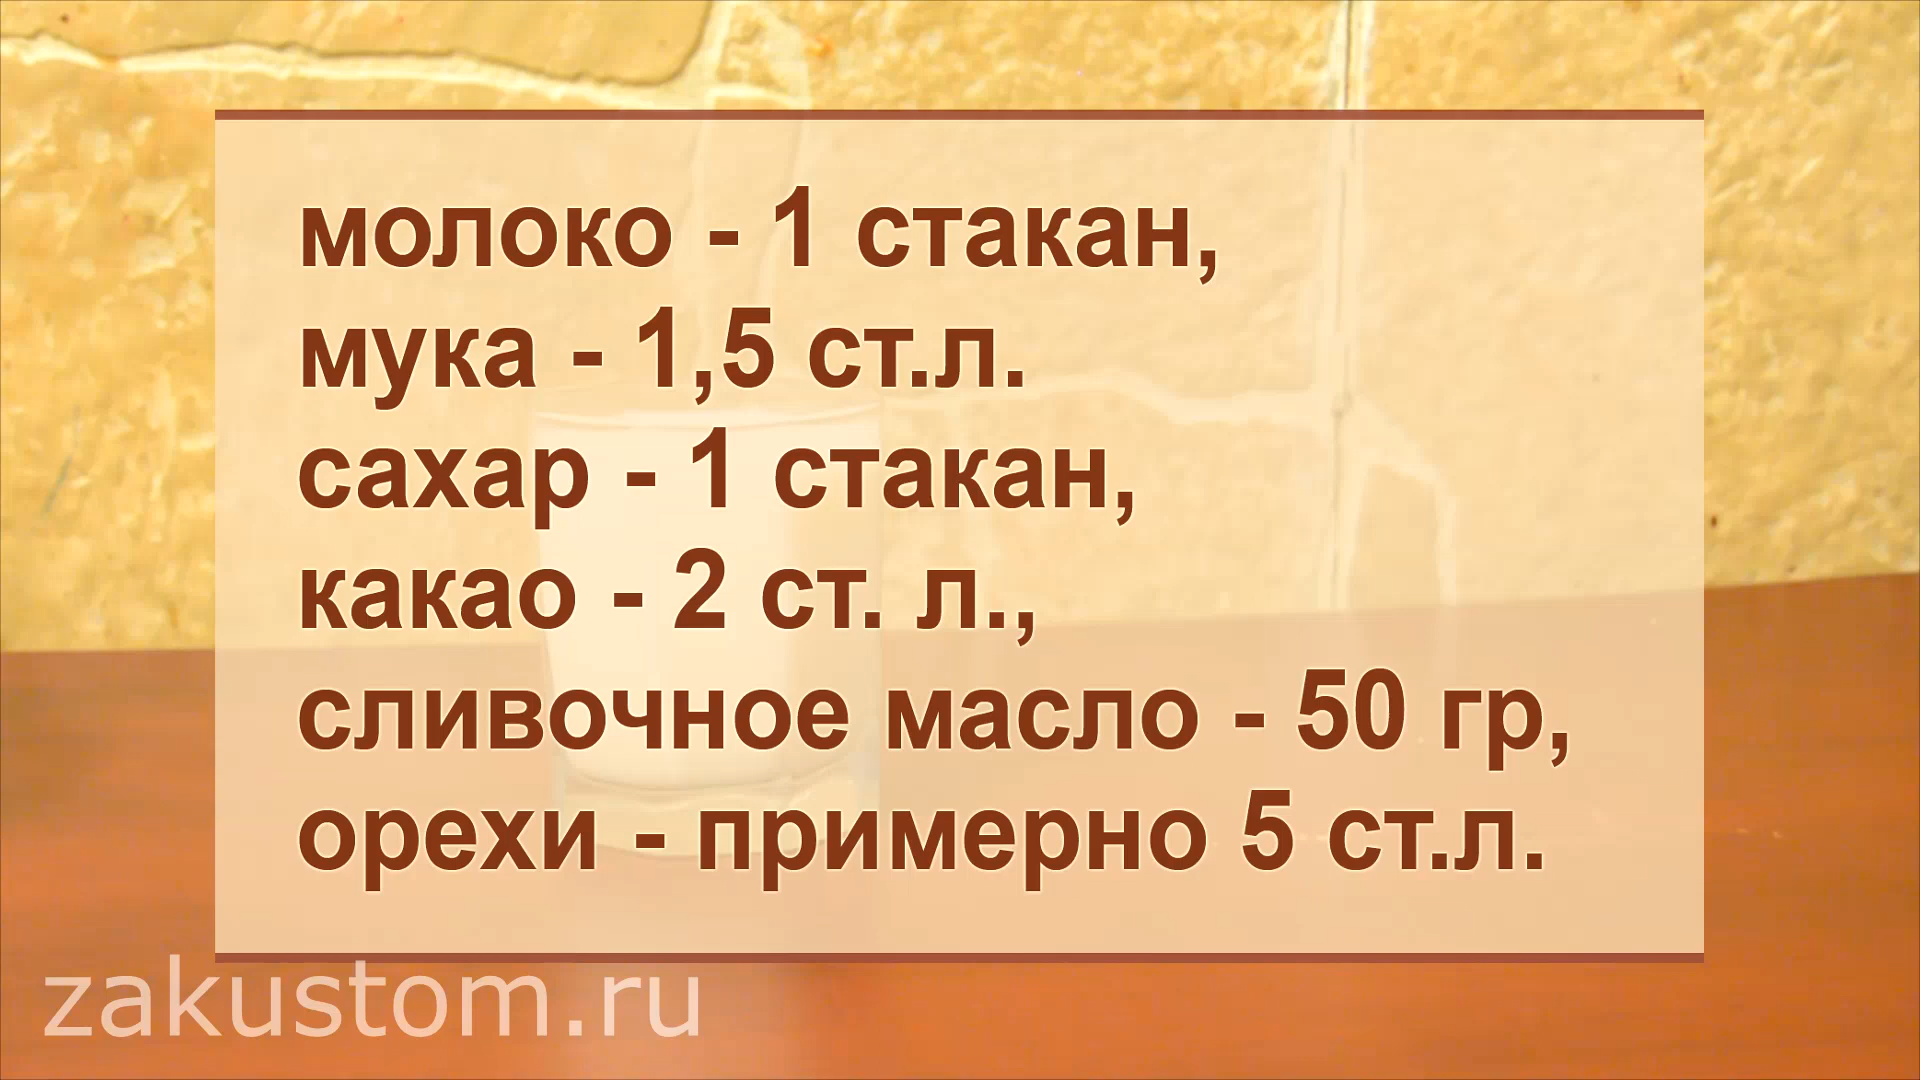 молоко - 1 стакан,
мука - 1,5 ст.л.
сахар - 1 стакан,
какао - 2 ст. л.,
сливочное масло - 50 гр,
орехи - примерно 5 ст.л.
zakustom.ru